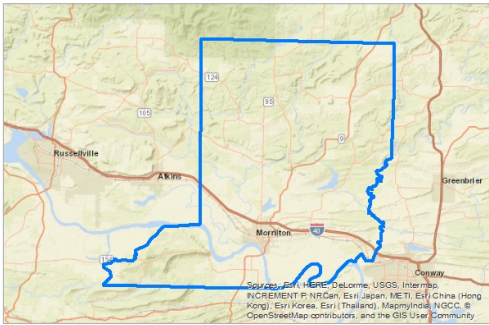 124
105
95
9
Russellville
Atkins
Greenbrier
Morrilton
40
154
Conway
Sources: Esri, HERE, DeLorme, USGS, Intermap,
INCREMENT P, NRCan, Esri Japan, METI, Esri China (Hong
Kong), Esri Korea, Esri (Thailand), MapmyIndia, NGCC, ©
OpenStreetMap contributors, and the GIS User Community